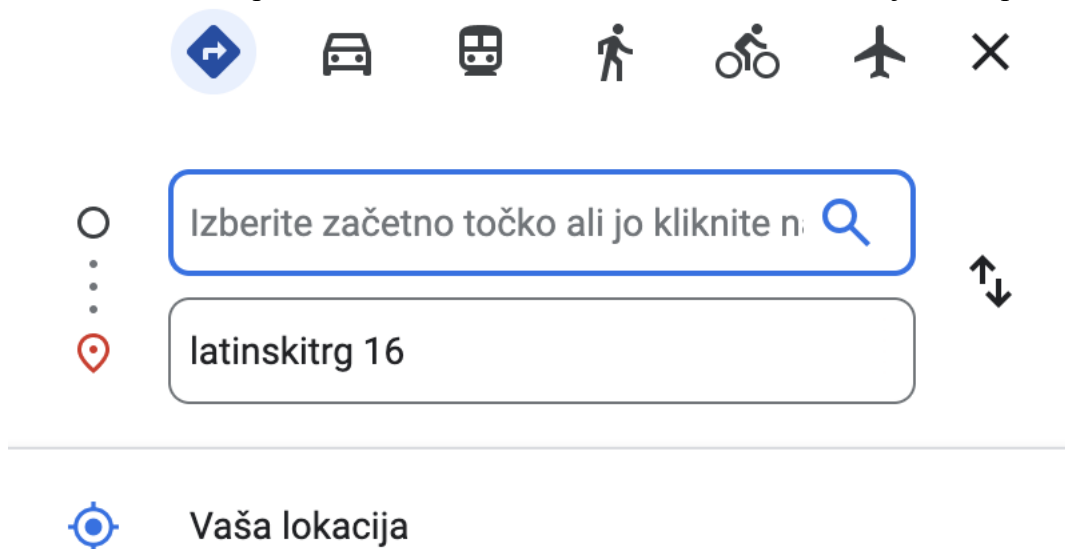 Izberite začetno točko ali jo kliknite n
latinskitrg 16
Vaša lokacija